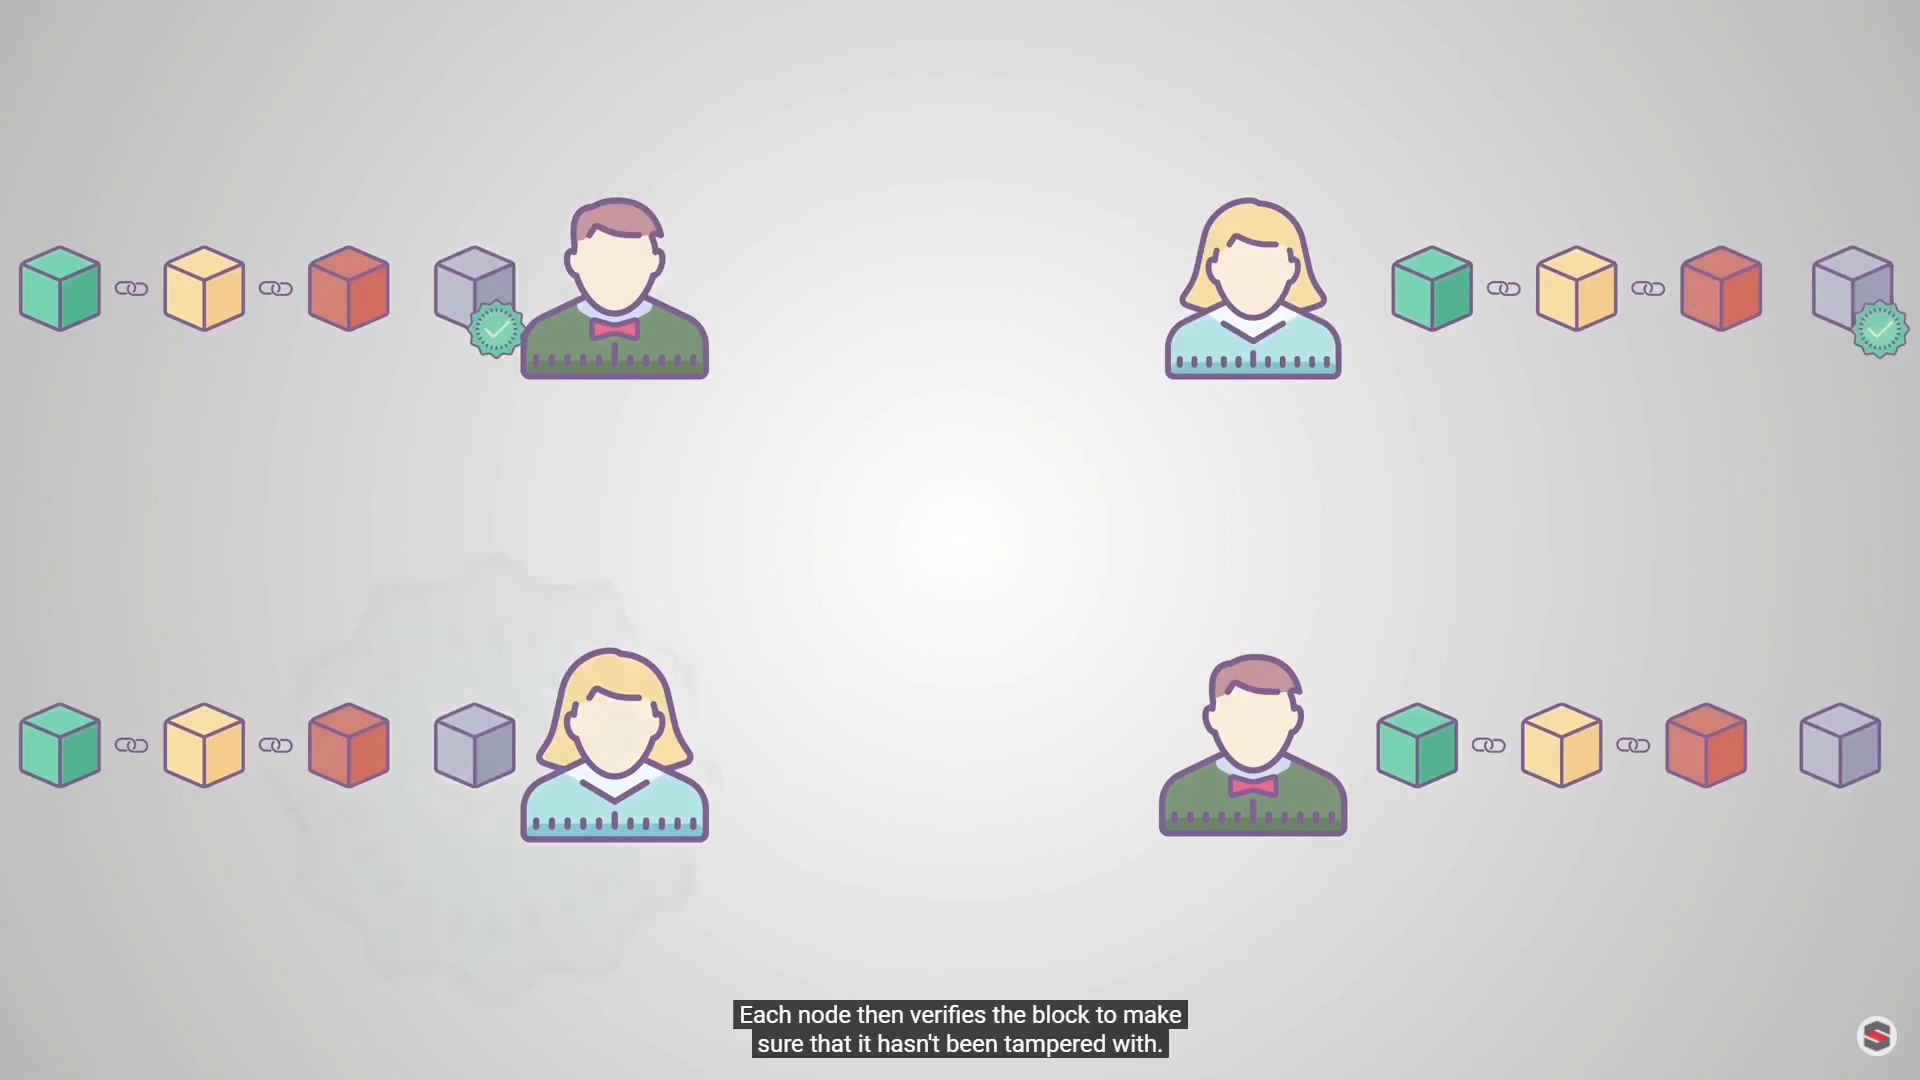 Each node then verifies the block to make
sure that it hasn't been tampered with.